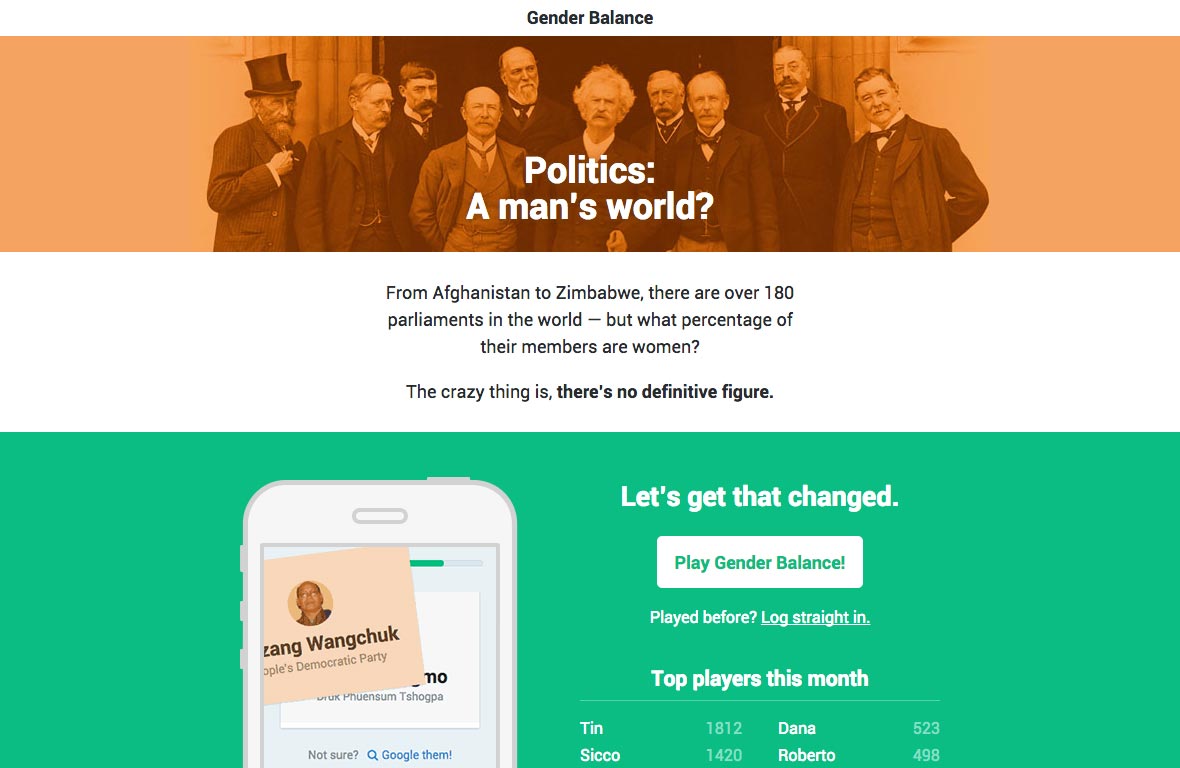 Gender Balance
Politics:
A man's world?
From Afghanistan to Zimbabwe, there are over 180
parliaments in the world — but what percentage of
their members are women?
The crazy thing is, there's no definitive figure.
Let's get that changed.
Play Gender Balance!
Played before? Log straight in.
Top players this month
Tin 1812 Dana 523
Sicco 1420 Roberto 498
zang Wangchuk
ople's Democratic Party
mo
Druk Phuensum Tshogpa
Not sure? Google them!